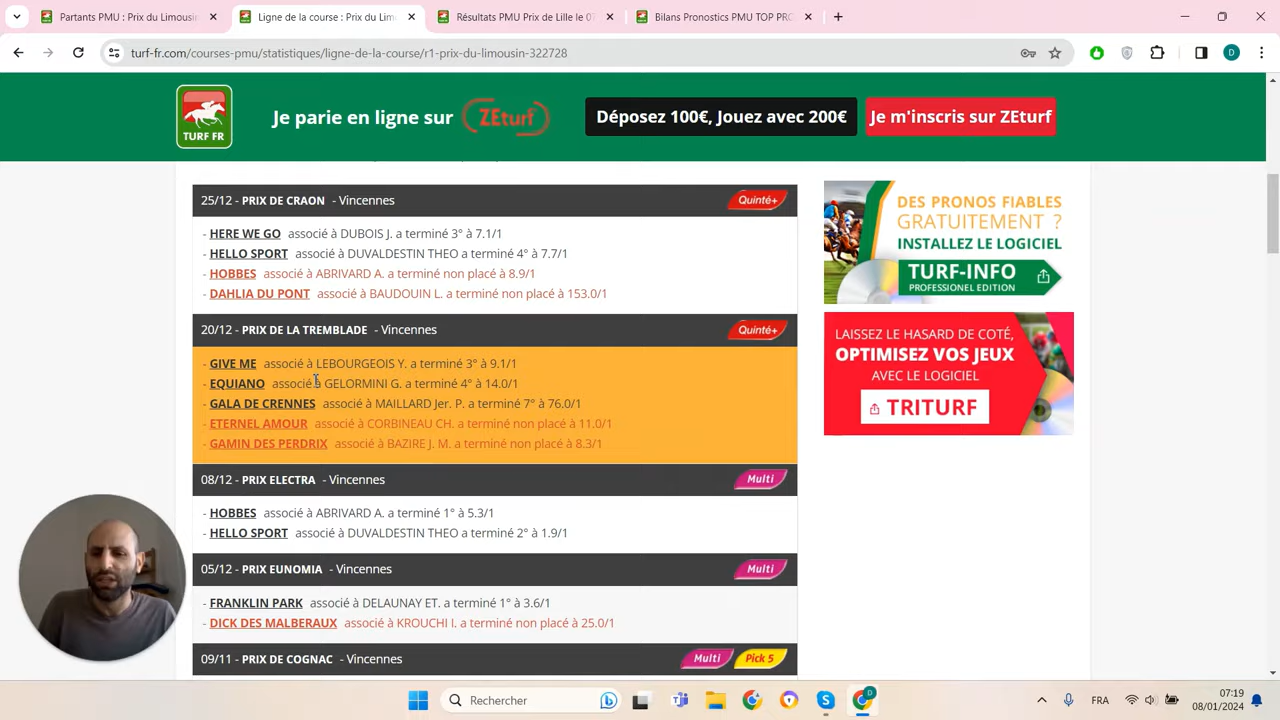 Partants PMU : Prix du Limousin
Ligne de la course : Prix du Lim
Résultats PMU Prix de Lille le 0
Bilans Pronostics PMU TOP PRO
turf-fr.com/courses-pmu/statistiques/ligne-de-la-course/r1-prix-du-limousin-322728
D
TURF FR
Je parie en ligne sur ZEturf
Déposez 100€, Jouez avec 200€
Je m'inscris sur ZEturf
25/12 - PRIX DE CRAON - Vincennes Quinté+
- HERE WE GO associé à DUBOIS J. a terminé 3° à 7.1/1
- HELLO SPORT associé à DUVALDESTIN THEO a terminé 4° à 7.7/1
- HOBBES associé à ABRIVARD A. a terminé non placé à 8.9/1
- DAHLIA DU PONT associé à BAUDOUIN L. a terminé non placé à 153.0/1
20/12 - PRIX DE LA TREMBLADE - Vincennes Quinté+
- GIVE ME associé à LEBOURGEOIS Y. a terminé 3° à 9.1/1
- EQUIANO associé à GELORMINI G. a terminé 4° à 14.0/1
- GALA DE CRENNES associé à MAILLARD Jer. P. a terminé 7° à 76.0/1
- ETERNEL AMOUR associé à CORBINEAU CH. a terminé non placé à 11.0/1
- GAMIN DES PERDRIX associé à BAZIRE J. M. a terminé non placé à 8.3/1
08/12 - PRIX ELECTRA - Vincennes Multi
- HOBBES associé à ABRIVARD A. a terminé 1° à 5.3/1
- HELLO SPORT associé à DUVALDESTIN THEO a terminé 2° à 1.9/1
05/12 - PRIX EUNOMIA - Vincennes Multi
- FRANKLIN PARK associé à DELAUNAY ET. a terminé 1° à 3.6/1
- DICK DES MALBERAUX associé à KROUCHI I. a terminé non placé à 25.0/1
09/11 - PRIX DE COGNAC - Vincennes Multi Pick 5
DES PRONOS FIABLES
GRATUITEMENT ?
INSTALLEZ LE LOGICIEL
TURF-INFO
PROFESIONEL EDITION
LAISSEZ LE HASARD DE COTÉ,
OPTIMISEZ VOS JEUX
AVEC LE LOGICIEL
TRITURF
Rechercher
FRA
07:19
08/01/2024